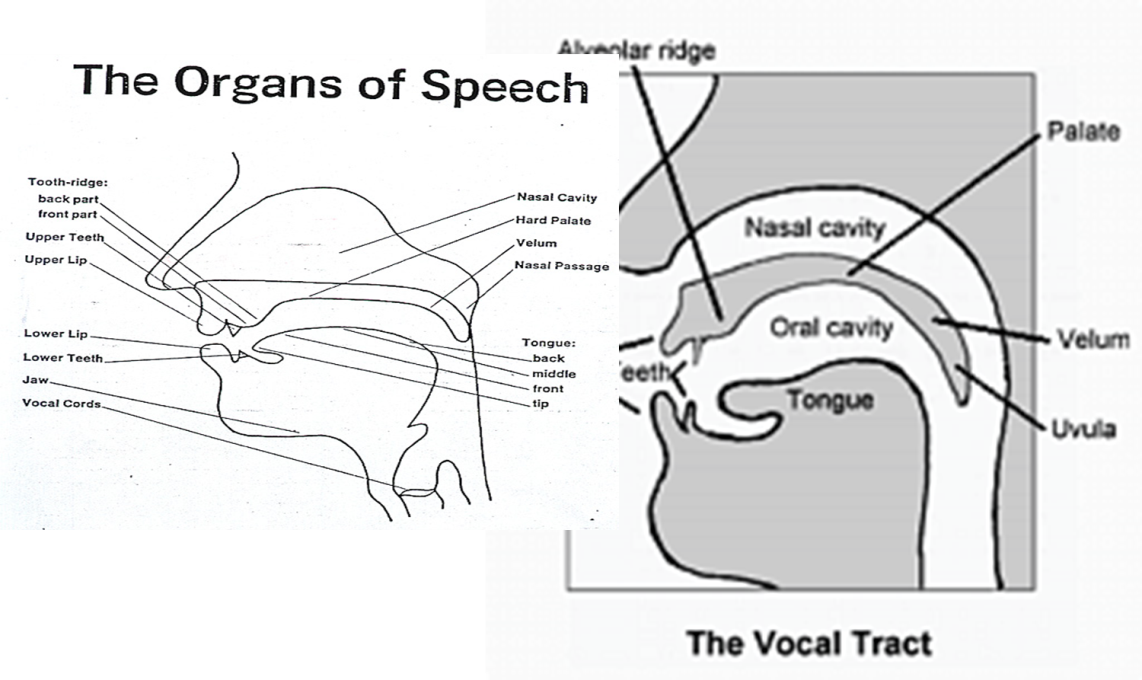 The Organs of Speech
Tooth-ridge:
back part
front part
Upper Teeth
Upper Lip
Lower Lip
Lower Teeth
Jaw
Vocal Cords
Nasal Cavity
Hard Palate
Velum
Nasal Passage
Tongue:
back
middle
front
tip
Alveolar ridge
Palate
Nasal cavity
Oral cavity
eeth
Tongue
Velum
Uvula
The Vocal Tract